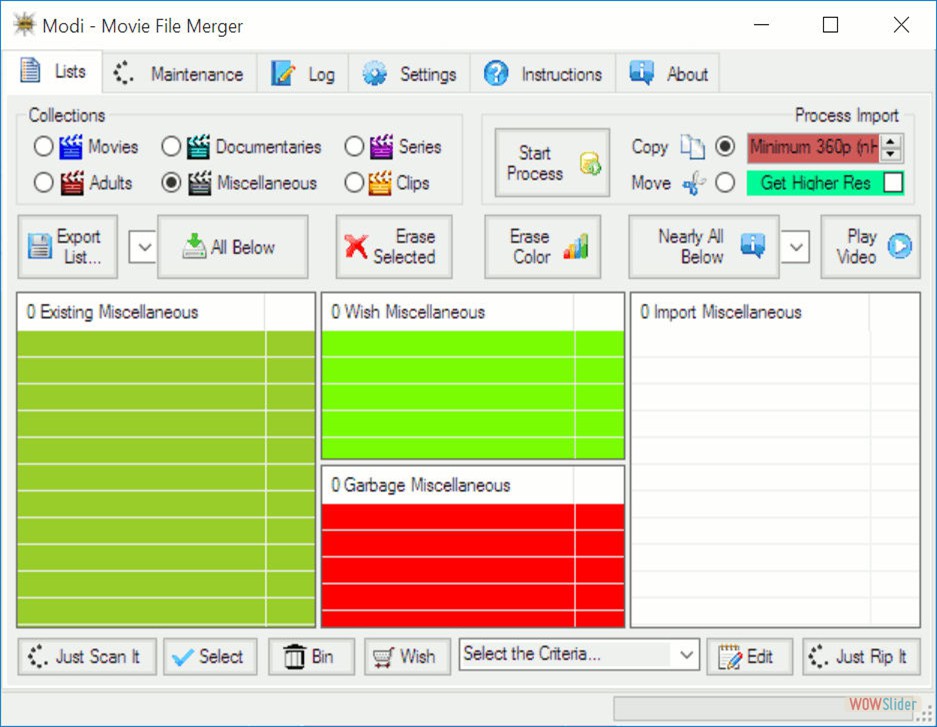 Modi - Movie File Merger
Lists Maintenance Log Settings Instructions About
Collections
Process Import
Movies Documentaries Series
Adults Miscellaneous Clips
Start
Process
Copy Minimum 360p (nH
Move Get Higher Res
Export
List...
All Below
Erase
Selected
Erase
Color
Nearly All
Below
Play
Video
0 Existing Miscellaneous
0 Wish Miscellaneous
0 Import Miscellaneous
0 Garbage Miscellaneous
Just Scan It Select Bin Wish Select the Criteria... Edit Just Rip It
WOWSlider